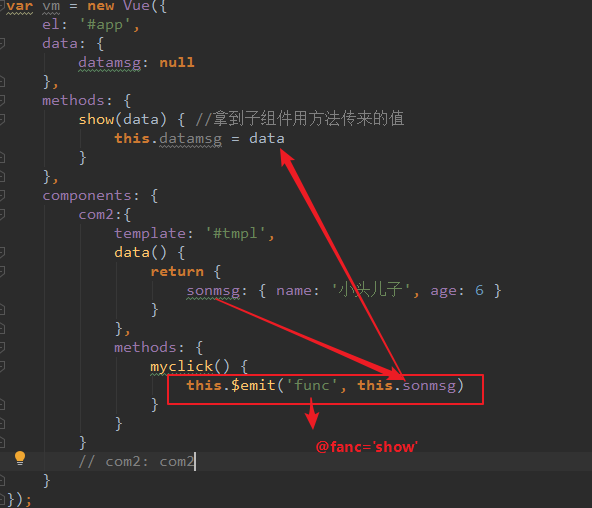 var vm = new Vue({
el: '#app',
data: {
datamsg: null
},
methods: {
show(data) { //拿到子组件用方法传来的值
this.datamsg = data
}
},
components: {
com2:{
template: '#tmpl',
data() {
return {
sonmsg: { name: '小头儿子', age: 6 }
}
},
methods: {
myclick() {
this.$emit('func', this.sonmsg)
}
}
}
@fanc='show'
// com2: com2
}
});